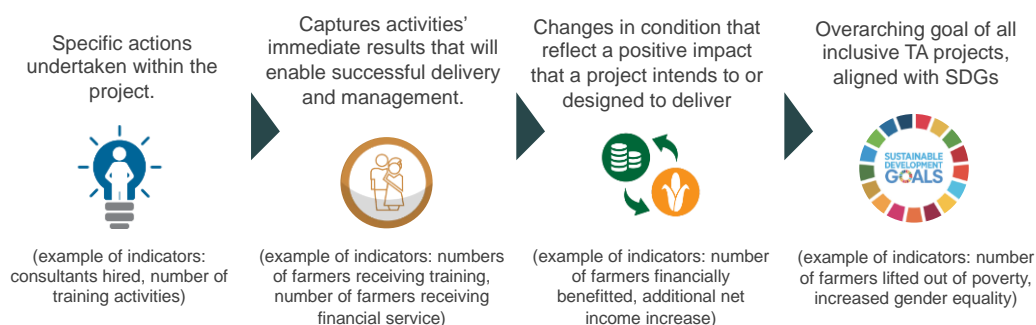 Specific actions
undertaken within the
project.
(example of indicators:
consultants hired, number of
training activities)
Captures activities'
immediate results that will
enable successful delivery
and management.
(example of indicators: numbers
of farmers receiving training,
number of farmers receiving
financial service)
Changes in condition that
reflect a positive impact
that a project intends to or
designed to deliver
(example of indicators: number
of farmers financially
benefitted, additional net
income increase)
Overarching goal of all
inclusive TA projects,
aligned with SDGs
SUSTAINABLE
DEVELOPMENT
GOALS
(example of indicators: number
of farmers lifted out of poverty,
increased gender equality)